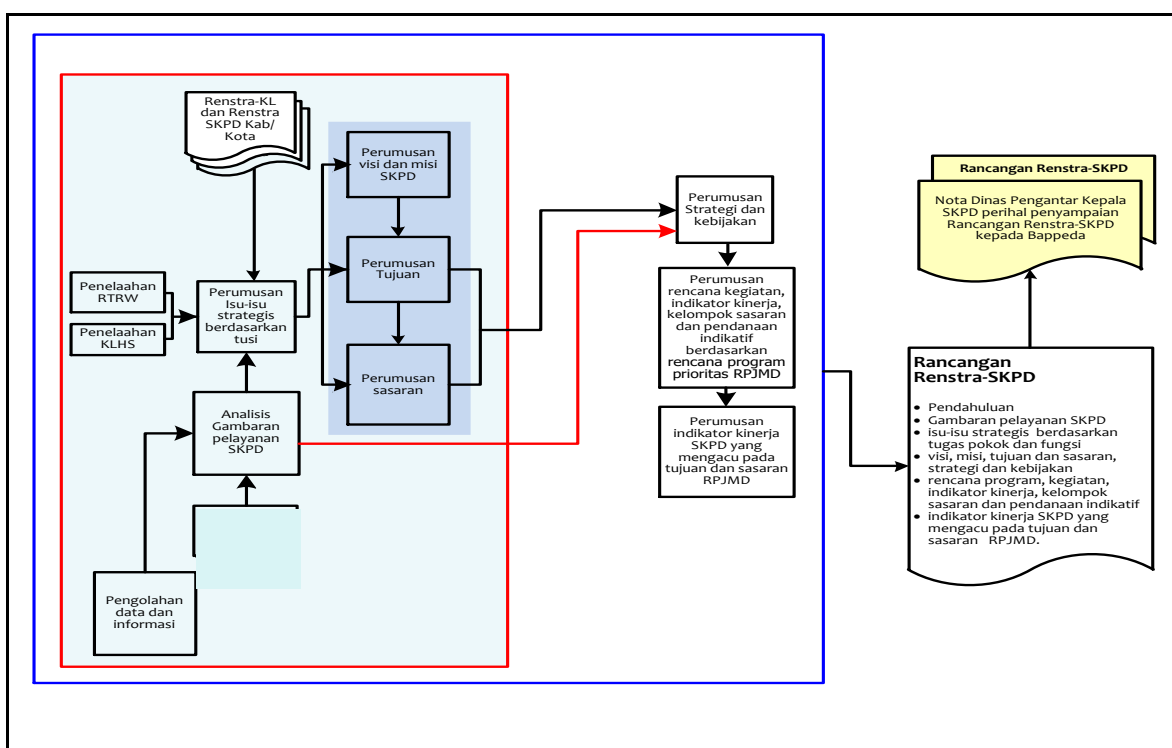 Renstra-KL
dan Renstra
SKPD Kab/
Kota
Perumusan
visi dan misi
SKPD
Perumusan
Tujuan
Perumusan
sasaran
Penelaahan
RTRW
Penelaahan
KLHS
Perumusan
Isu-isu
strategis
berdasarkan
tusi
Analisis
Gambaran
pelayanan
SKPD
Pengolahan
data dan
informasi
Perumusan
Strategi dan
kebijakan
Perumusan
rencana kegiatan,
indikator kinerja,
kelompok sasaran
dan pendanaan
indikatif
berdasarkan
rencana program
prioritas RPJMD
Perumusan
indikator kinerja
SKPD yang
mengacu pada
tujuan dan sasaran
RPJMD
Rancangan Renstra-SKPD
Nota Dinas Pengantar Kepala
SKPD perihal penyampaian
Rancangan Renstra-SKPD
kepada Bappeda
Rancangan
Renstra-SKPD
• Pendahuluan
• Gambaran pelayanan SKPD
• isu-isu strategis berdasarkan
tugas pokok dan fungsi
• visi, misi, tujuan dan sasaran,
strategi dan kebijakan
• rencana program, kegiatan,
indikator kinerja, kelompok
sasaran dan pendanaan indikatif
• indikator kinerja SKPD yang
mengacu pada tujuan dan
sasaran RPJMD.